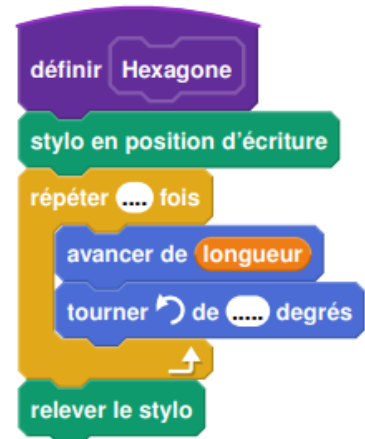 définir Hexagone
stylo en position d’écriture
répéter .... fois
avancer de longueur
tourner de ..... degrés
relever le stylo